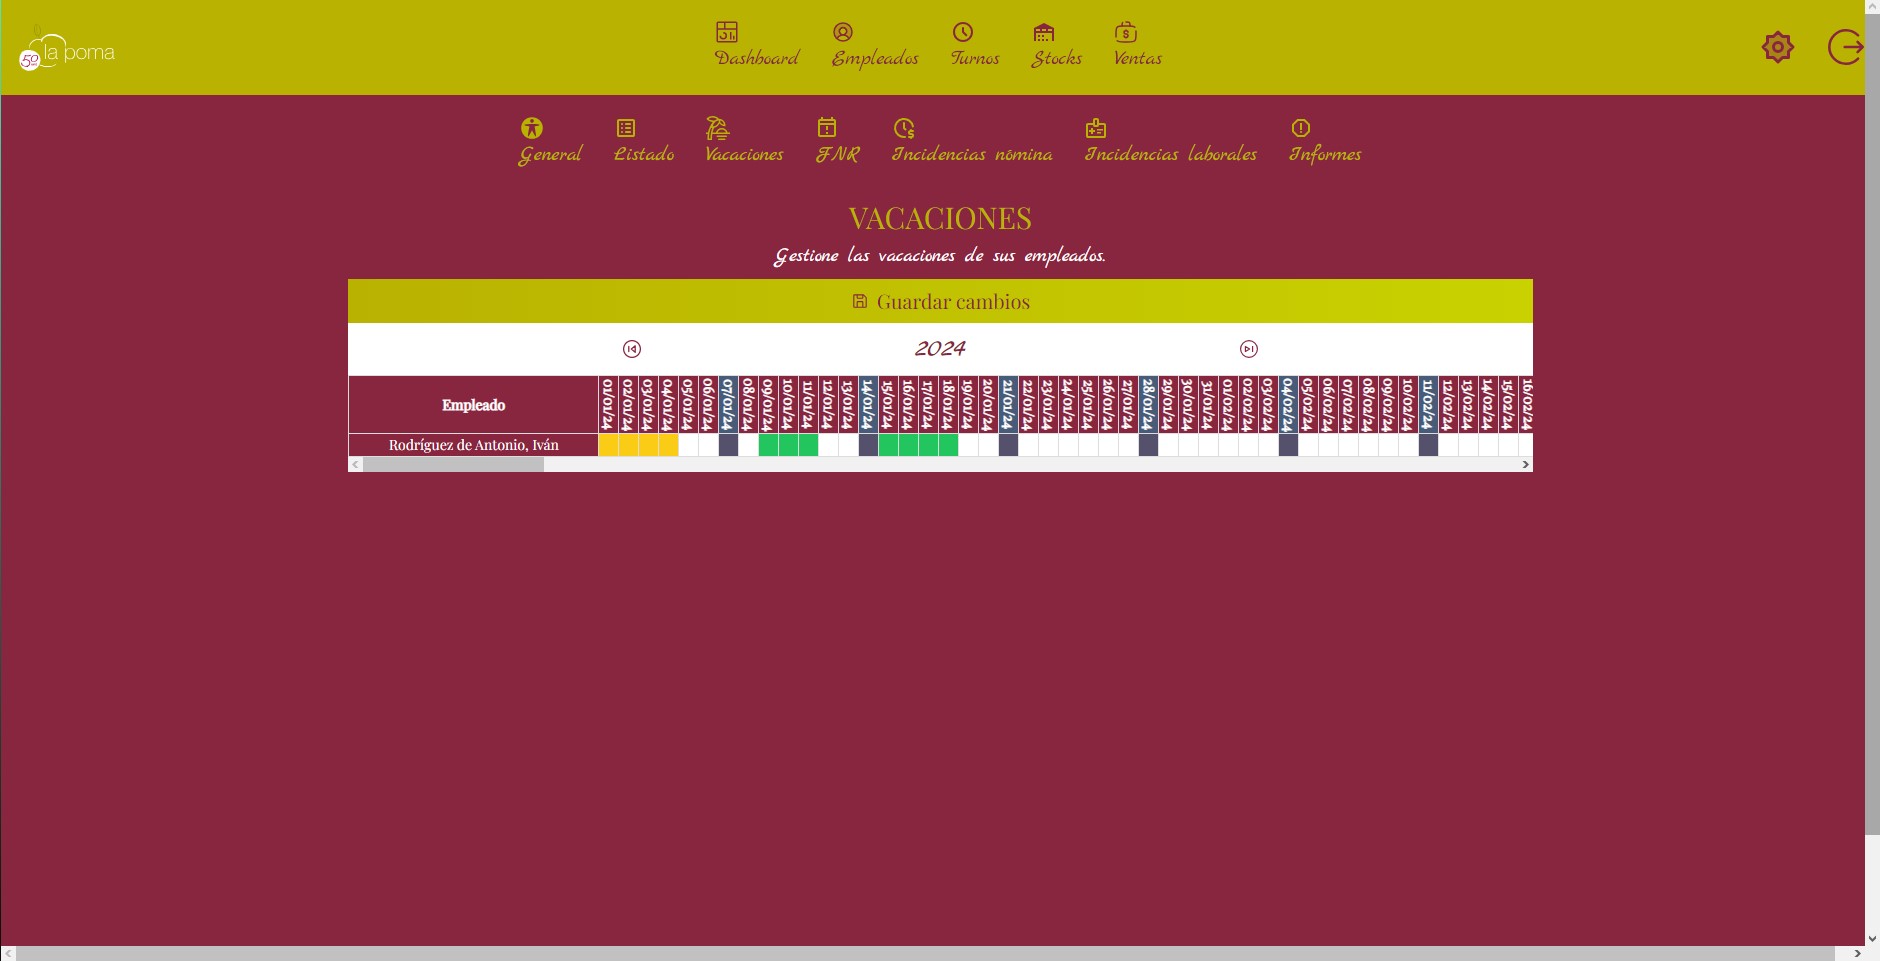 50 la poma
Dashboard Empleados Turnos Stocks Ventas
General Listado Vacaciones FNR Incidencias nómina Incidencias laborales Informes
VACACIONES
Gestione las vacaciones de sus empleados.
Guardar cambios
2024
Empleado 01/01/24 02/01/24 03/01/24 04/01/24 05/01/24 06/01/24 07/01/24 08/01/24 09/01/24 10/01/24 11/01/24 12/01/24 13/01/24 14/01/24 15/01/24 16/01/24 17/01/24 18/01/24 19/01/24 20/01/24 21/01/24 22/01/24 23/01/24 24/01/24 25/01/24 26/01/24 27/01/24 28/01/24 29/01/24 30/01/24 31/01/24 01/02/24 02/02/24 03/02/24 04/02/24 05/02/24 06/02/24 07/02/24 08/02/24 09/02/24 10/02/24 11/02/24 12/02/24 13/02/24 14/02/24 15/02/24 16/02/24
Rodríguez de Antonio, Iván